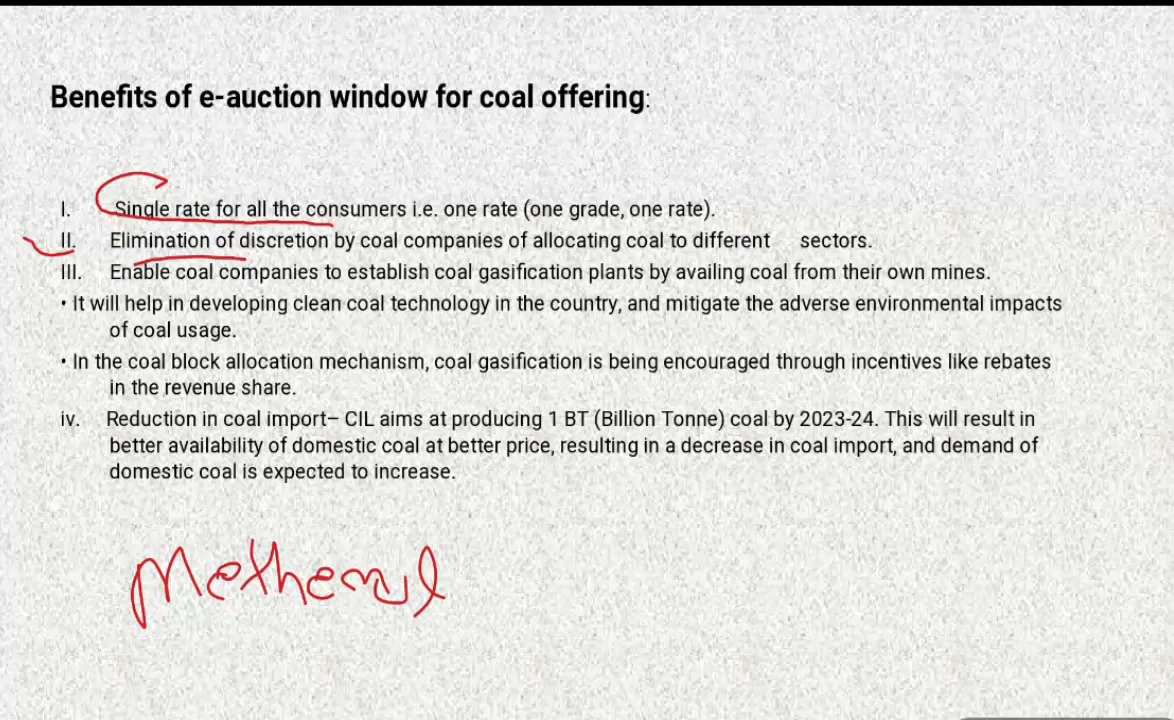 Benefits of e-auction window for coal offering:
I. Single rate for all the consumers i.e. one rate (one grade, one rate).
II. Elimination of discretion by coal companies of allocating coal to different sectors.
III. Enable coal companies to establish coal gasification plants by availing coal from their own mines.
• It will help in developing clean coal technology in the country, and mitigate the adverse environmental impacts
of coal usage.
• In the coal block allocation mechanism, coal gasification is being encouraged through incentives like rebates
in the revenue share.
iv. Reduction in coal import– CIL aims at producing 1 BT (Billion Tonne) coal by 2023-24. This will result in
better availability of domestic coal at better price, resulting in a decrease in coal import, and demand of
domestic coal is expected to increase.